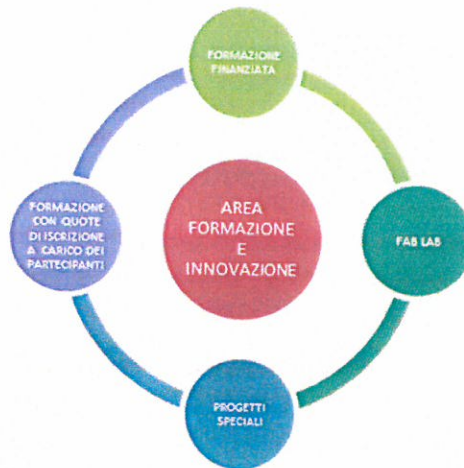 FORMAZIONE
FINANZIATA
FORMAZIONE
CON QUOTE
DI ISCRIZIONE
A CARICO DEI
PARTECIPANTI
AREA
FORMAZIONE
E
INNOVAZIONE
FAB LAB
PROGETTI
SPECIALI